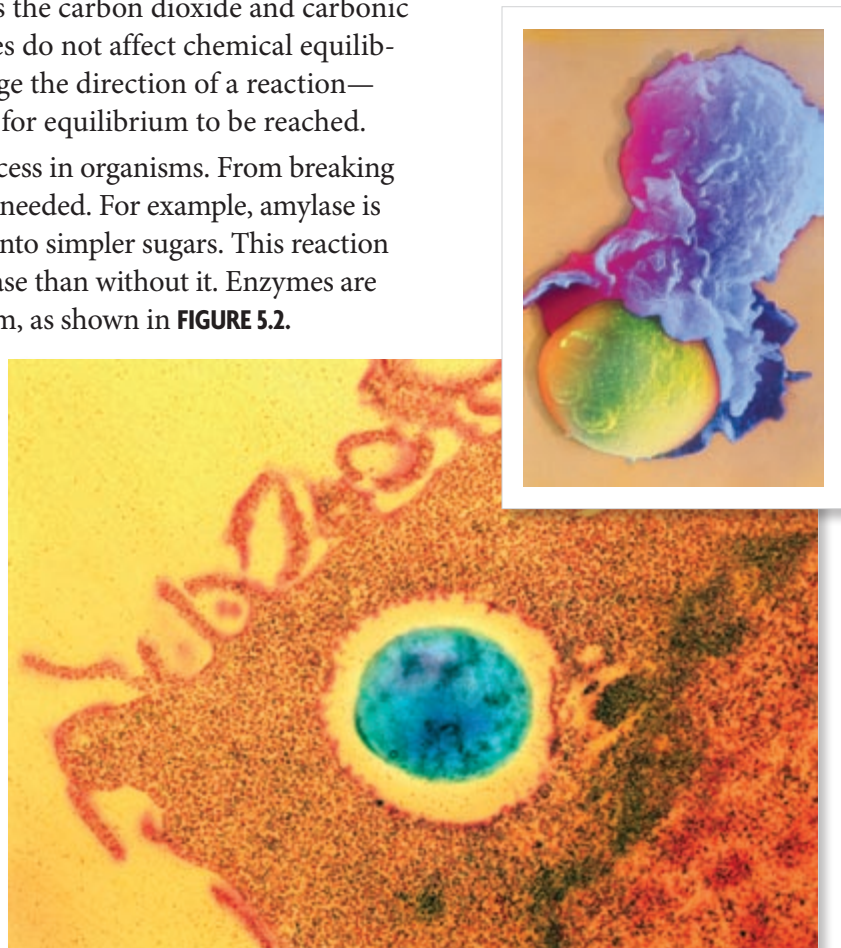 s the carbon dioxide and carbonic
es do not affect chemical equilib-
ge the direction of a reaction—
for equilibrium to be reached.
cess in organisms. From breaking
needed. For example, amylase is
nto simpler sugars. This reaction
ase than without it. Enzymes are
m, as shown in FIGURE 5.2.